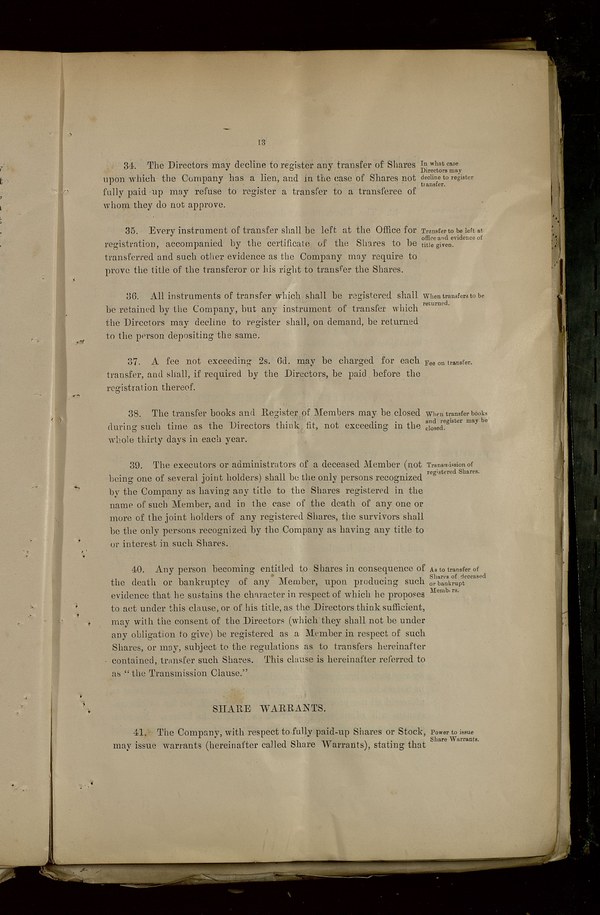 13
34. The Directors may decline to register any transfer of Shares
upon which the Company has a lien, and in the case of Shares not
fully paid up may refuse to register a transfer to a transferee of
whom they do not approve.
In what case
Directors may
decline to register
transfer.
35. Every instrument of transfer shall be left at the Office for
registration, accompanied by the certificate of the Shares to be
transferred and such other evidence as the Company may require to
prove the title of the transferor or his right to transfer the Shares.
Transfer to be left at
office and evidence of
title given.
36. All instruments of transfer which shall be registered shall
be retained by the Company, but any instrument of transfer which
the Directors may decline to register shall, on demand, be returned
to the person depositing the same.
When transfers to be
returned.
37. A fee not exceeding 2s. 6d. may be charged for each
transfer, and shall, if required by the Directors, be paid before the
registration thereof.
Fee on transfer.
38. The transfer books and Register of Members may be closed
during such time as the Directors think fit, not exceeding in the
whole thirty days in each year.
When transfer books
and register may be
closed.
39. The executors or administrators of a deceased Member (not
being one of several joint holders) shall be the only persons recognized
by the Company as having any title to the Shares registered in the
name of such Member, and in the case of the death of any one or
more of the joint holders of any registered Shares, the survivors shall
be the only persons recognized by the Company as having any title to
or interest in such Shares.
Transmission of
registered Shares.
40. Any person becoming entitled to Shares in consequence of
the death or bankruptcy of any Member, upon producing such
evidence that he sustains the character in respect of which he proposes
to act under this clause, or of his title, as the Directors think sufficient,
may with the consent of the Directors (which they shall not be under
any obligation to give) be registered as a Member in respect of such
Shares, or may, subject to the regulations as to transfers hereinafter
contained, transfer such Shares. This clause is hereinafter referred to
as "the Transmission Clause."
As to transfer of
Shares of deceased
or bankrupt
Members.
SHARE WARRANTS.
41. The Company, with respect to fully paid-up Shares or Stock,
may issue warrants (hereinafter called Share Warrants), stating that
Power to issue
Share Warrants.